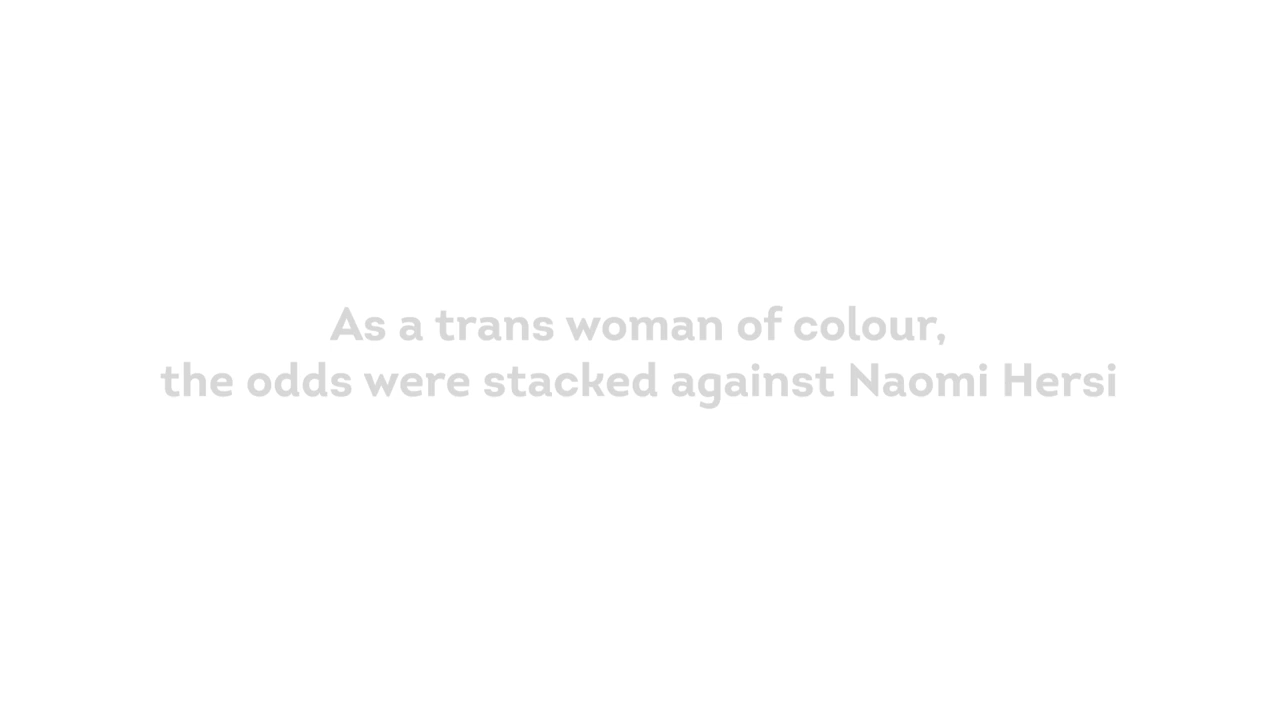 As a trans woman of colour,
the odds were stacked against Naomi Hersi